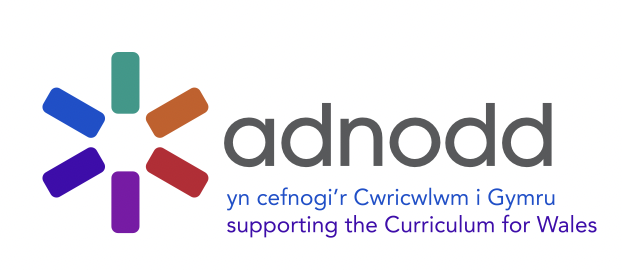 adnodd
yn cefnogi’r Cwricwlwm i Gymru
supporting the Curriculum for Wales